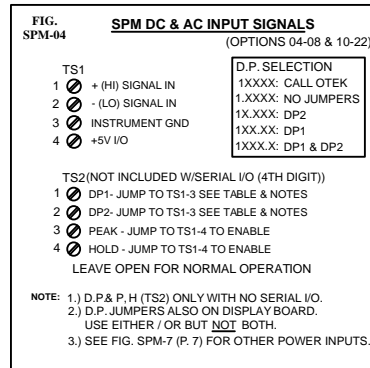 FIG.
SPM-04
SPM DC & AC INPUT SIGNALS
(OPTIONS 04-08 & 10-22)
TS1
1 + (HI) SIGNAL IN
2 - (LO) SIGNAL IN
3 INSTRUMENT GND
4 +5V I/O
D.P. SELECTION
1XXXX: CALL OTEK
1.XXXX: NO JUMPERS
1X.XXX: DP2
1XX.XX: DP1
1XXX.X: DP1 & DP2
TS2(NOT INCLUDED W/SERIAL I/O (4TH DIGIT))
1 DP1- JUMP TO TS1-3 SEE TABLE & NOTES
2 DP2- JUMP TO TS1-3 SEE TABLE & NOTES
3 PEAK - JUMP TO TS1-4 TO ENABLE
4 HOLD - JUMP TO TS1-4 TO ENABLE
LEAVE OPEN FOR NORMAL OPERATION
NOTE: 1.) D.P.& P, H (TS2) ONLY WITH NO SERIAL I/O.
2.) D.P. JUMPERS ALSO ON DISPLAY BOARD.
USE EITHER / OR BUT NOT BOTH.
3.) SEE FIG. SPM-7 (P. 7) FOR OTHER POWER INPUTS.